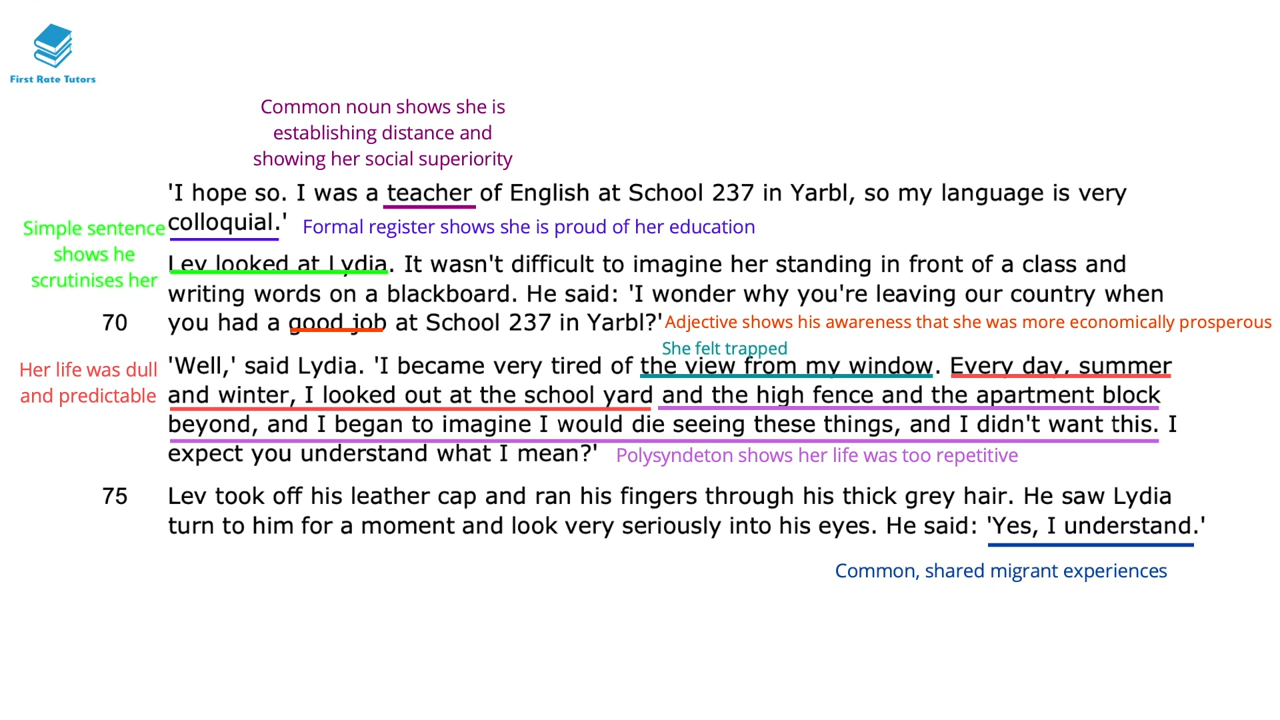 First Rate Tutors
Common noun shows she is
establishing distance and
showing her social superiority
'I hope so. I was a teacher of English at School 237 in Yarbl, so my language is very
colloquial.' Formal register shows she is proud of her education
Simple sentence
shows he
scrutinises her
Lev looked at Lydia. It wasn't difficult to imagine her standing in front of a class and
writing words on a blackboard. He said: 'I wonder why you're leaving our country when
70 you had a good job at School 237 in Yarbl?' Adjective shows his awareness that she was more economically prosperous
She felt trapped
Her life was dull
and predictable
'Well,' said Lydia. 'I became very tired of the view from my window. Every day, summer
and winter, I looked out at the school yard and the high fence and the apartment block
beyond, and I began to imagine I would die seeing these things, and I didn't want this. I
expect you understand what I mean?' Polysyndeton shows her life was too repetitive
75 Lev took off his leather cap and ran his fingers through his thick grey hair. He saw Lydia
turn to him for a moment and look very seriously into his eyes. He said: 'Yes, I understand.'
Common, shared migrant experiences